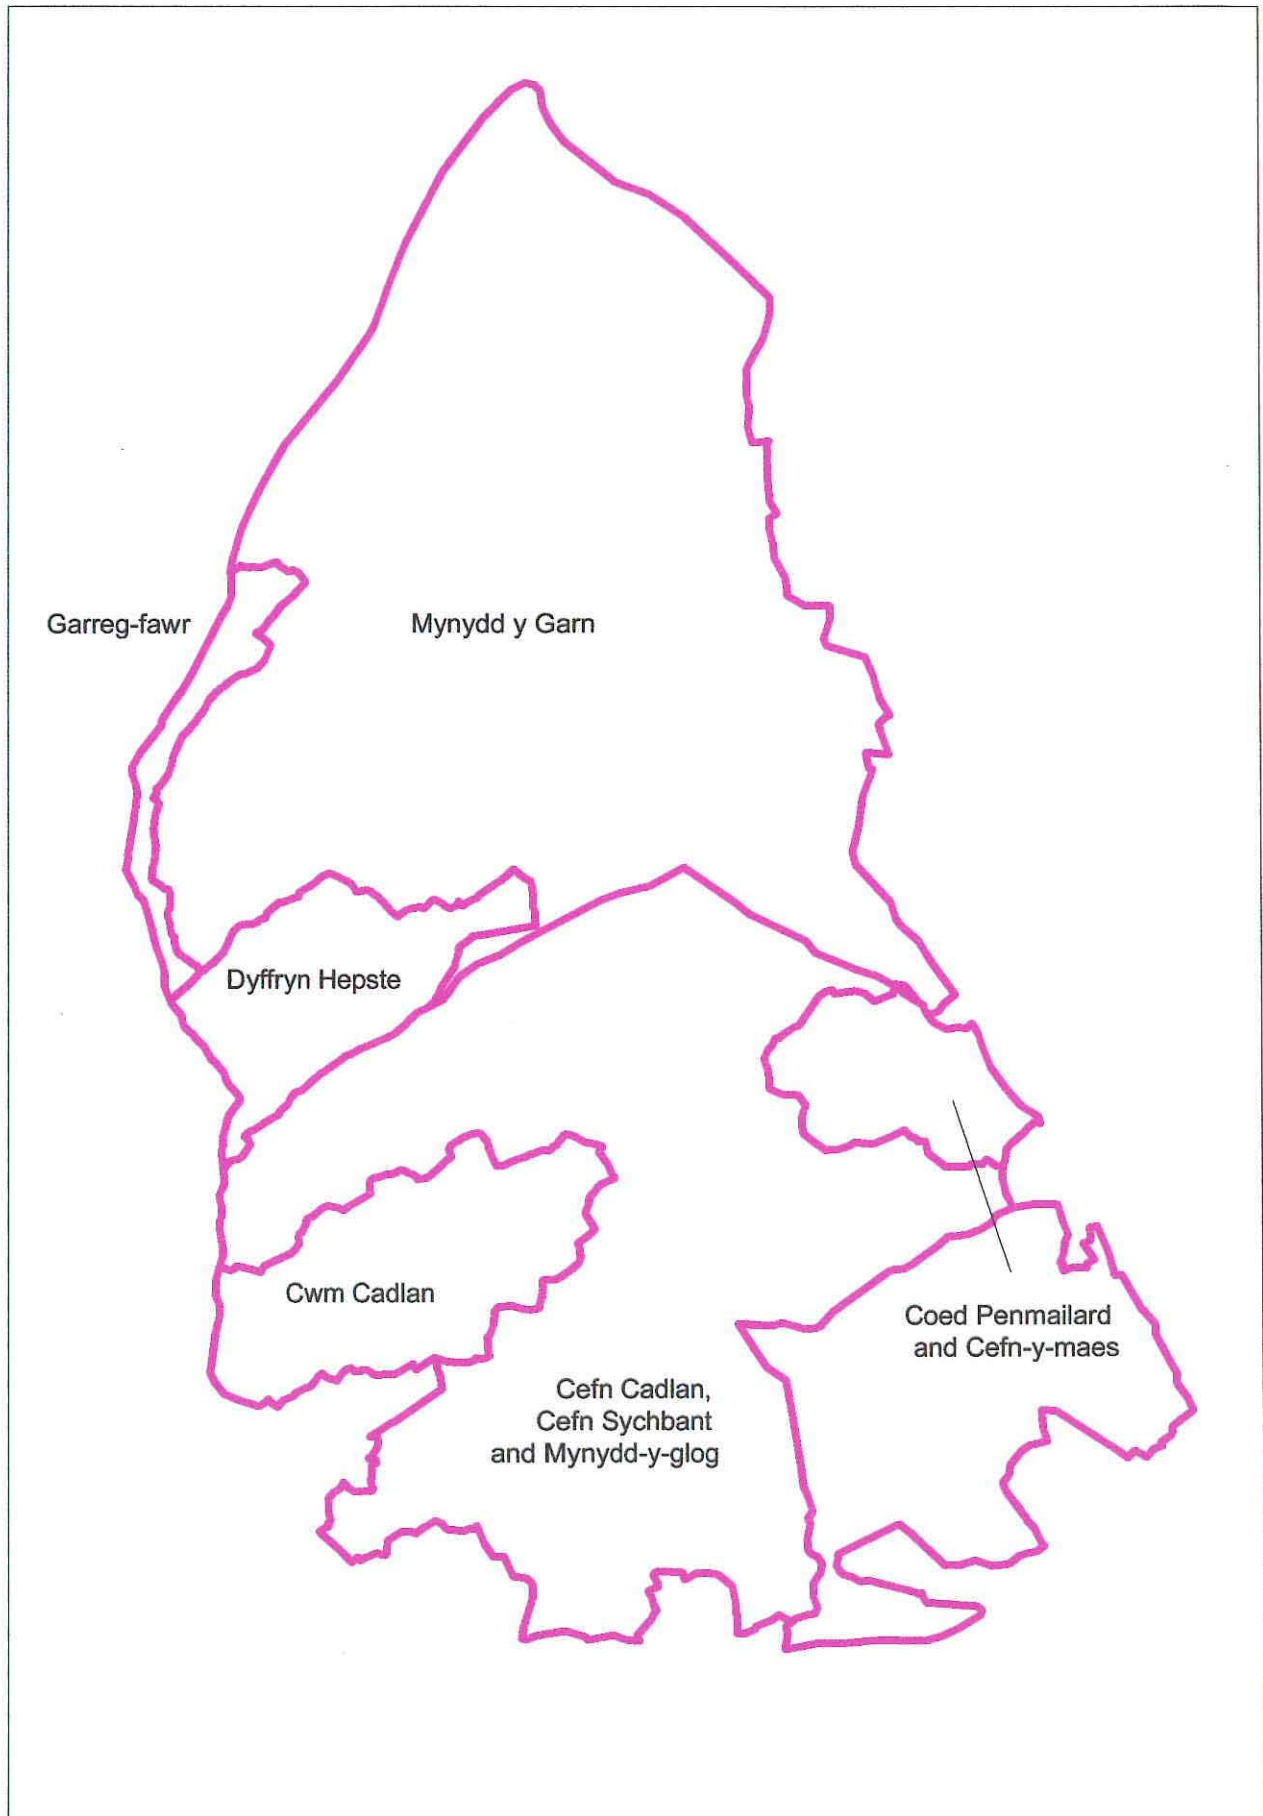 Garreg-fawr
Mynydd y Garn
Dyffryn Hepste
Cwm Cadlan
Coed Penmailard
and Cefn-y-maes
Cefn Cadlan,
Cefn Sychbant
and Mynydd-y-glog